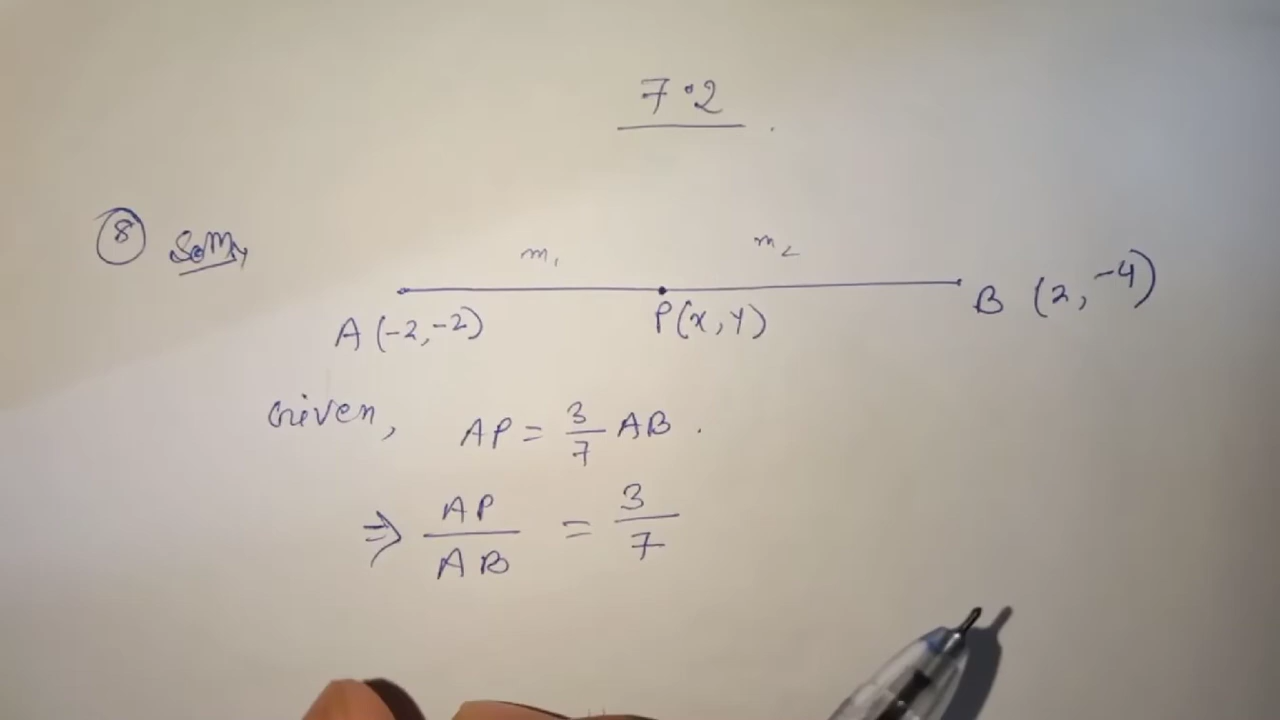 7.2
8 Soln
m₁ m₂
A (-2,-2) P(x,y) B (2,-4)
Given, AP = 3/7 AB.
⇒ AP/AB = 3/7